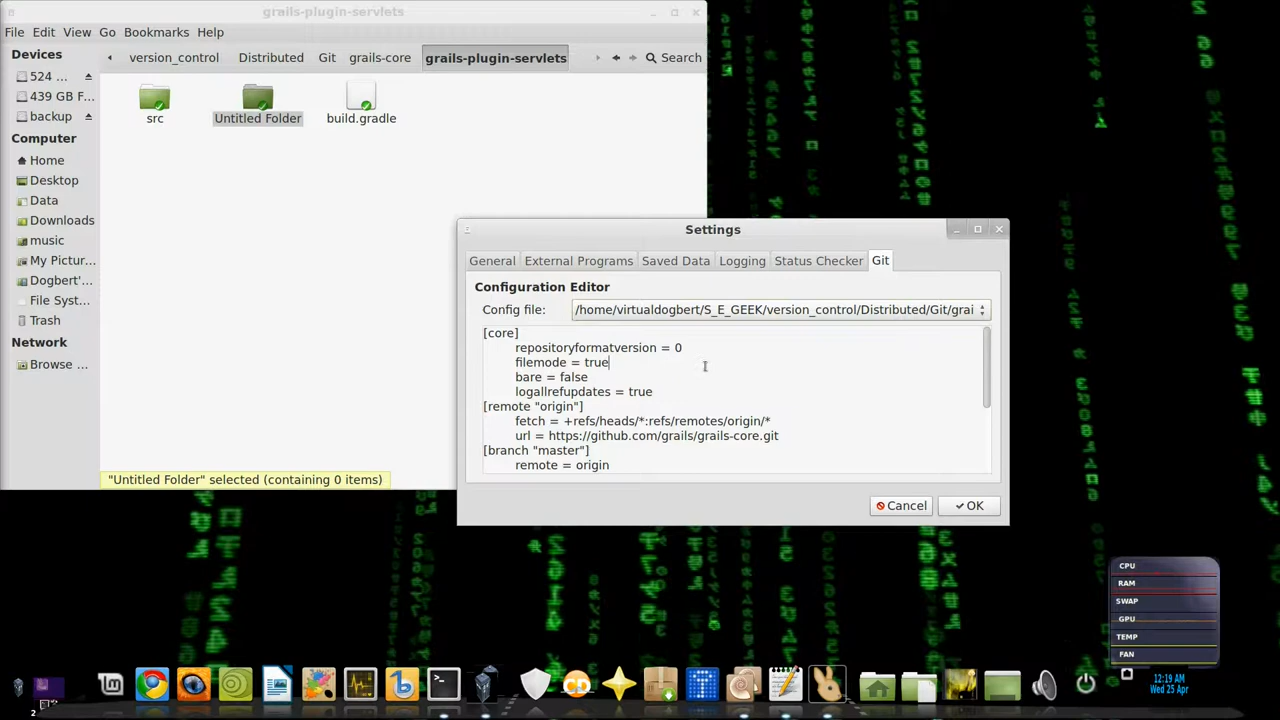 grails-plugin-servlets
File Edit View Go Bookmarks Help
Devices
524 ...
439 GB F...
backup
Computer
Home
Desktop
Data
Downloads
music
My Pictur...
Dogbert'...
File Syst...
Trash
Network
Browse ...
version_control Distributed Git grails-core grails-plugin-servlets Search
src Untitled Folder build.gradle
"Untitled Folder" selected (containing 0 items)
Settings
General External Programs Saved Data Logging Status Checker Git
Configuration Editor
Config file: /home/virtualdogbert/S_E_GEEK/version_control/Distributed/Git/grai
[core]
repositoryformatversion = 0
filemode = true
bare = false
logallrefupdates = true
[remote "origin"]
fetch = +refs/heads/*:refs/remotes/origin/*
url = https://github.com/grails/grails-core.git
[branch "master"]
remote = origin
Cancel OK
CPU
RAM
SWAP
GPU
TEMP
FAN
12:19 AM
Wed 25 Apr
2